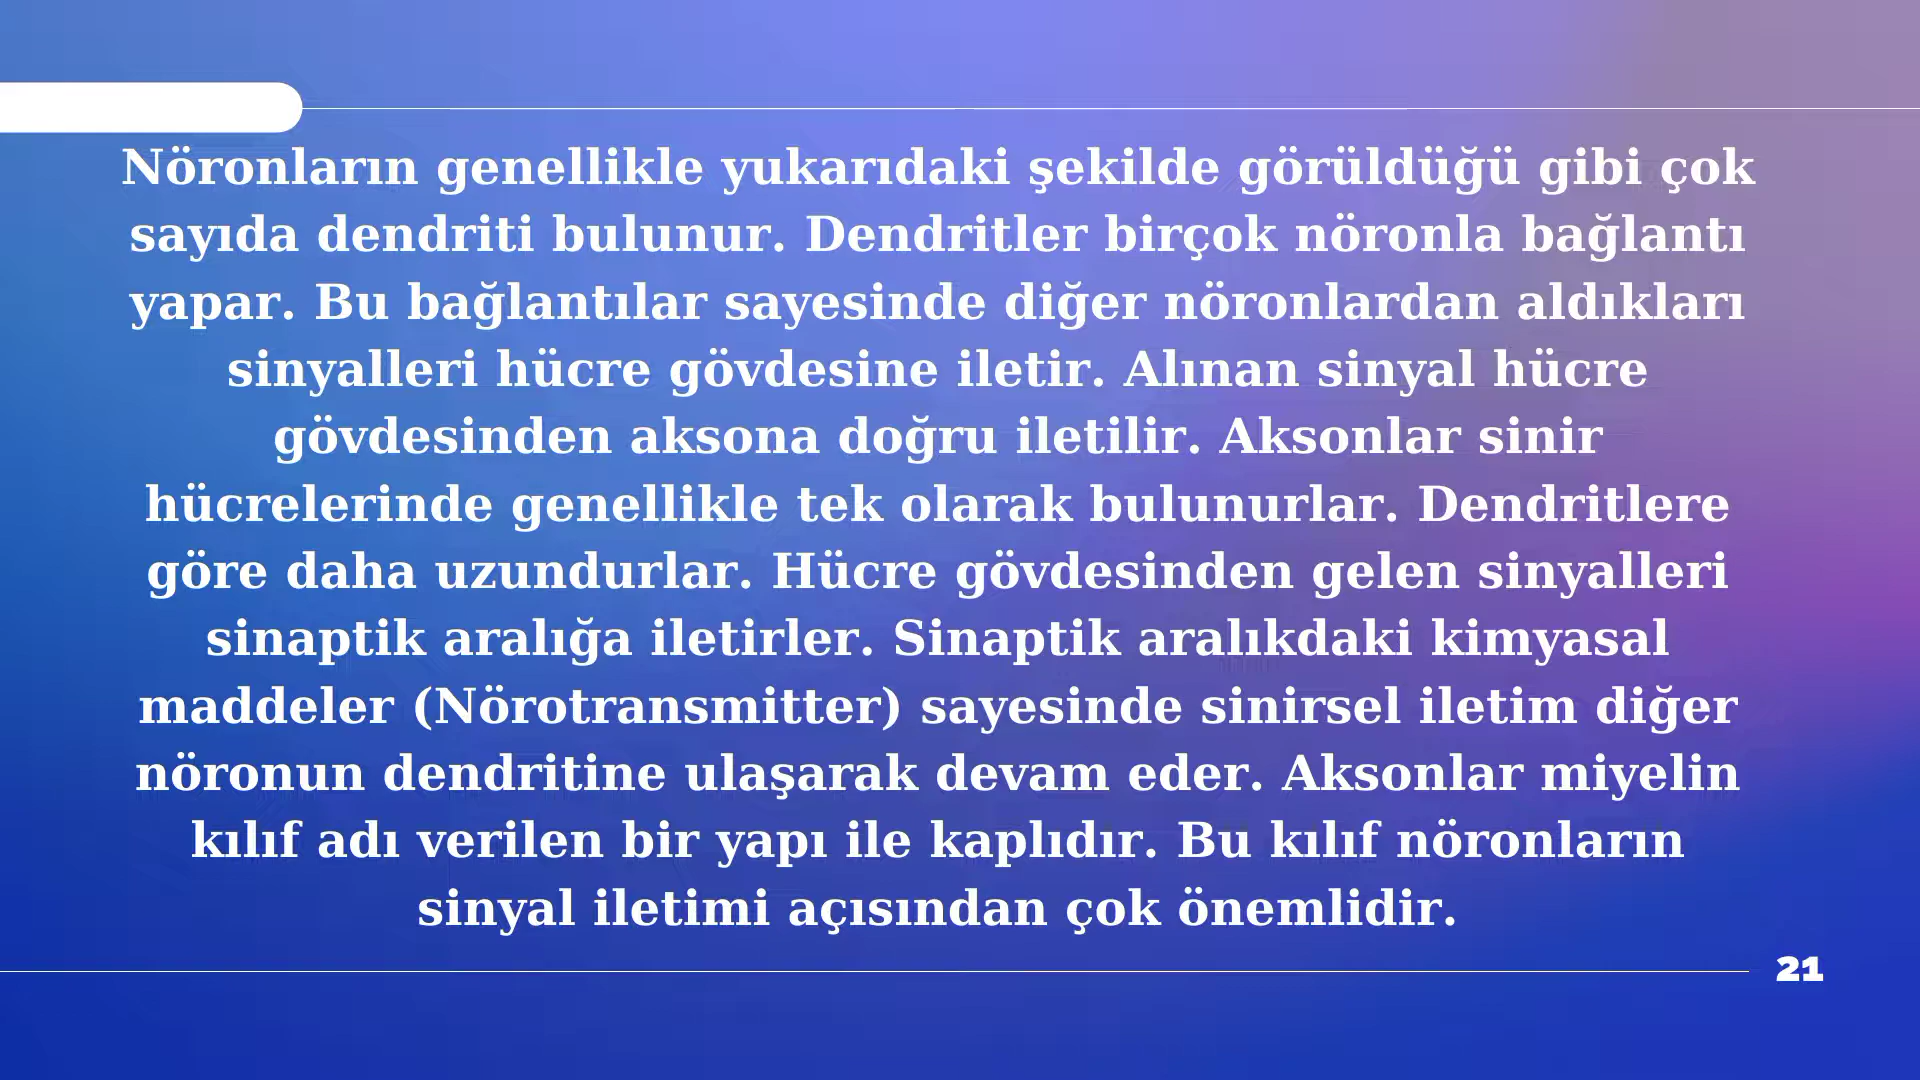 Nöronların genellikle yukarıdaki şekilde görüldüğü gibi çok
sayıda dendriti bulunur. Dendritler birçok nöronla bağlantı
yapar. Bu bağlantılar sayesinde diğer nöronlardan aldıkları
sinyalleri hücre gövdesine iletir. Alınan sinyal hücre
gövdesinden aksona doğru iletilir. Aksonlar sinir
hücrelerinde genellikle tek olarak bulunurlar. Dendritlere
göre daha uzundurlar. Hücre gövdesinden gelen sinyalleri
sinaptik aralığa iletirler. Sinaptik aralıkdaki kimyasal
maddeler (Nörotransmitter) sayesinde sinirsel iletim diğer
nöronun dendritine ulaşarak devam eder. Aksonlar miyelin
kılıf adı verilen bir yapı ile kaplıdır. Bu kılıf nöronların
sinyal iletimi açısından çok önemlidir.
21